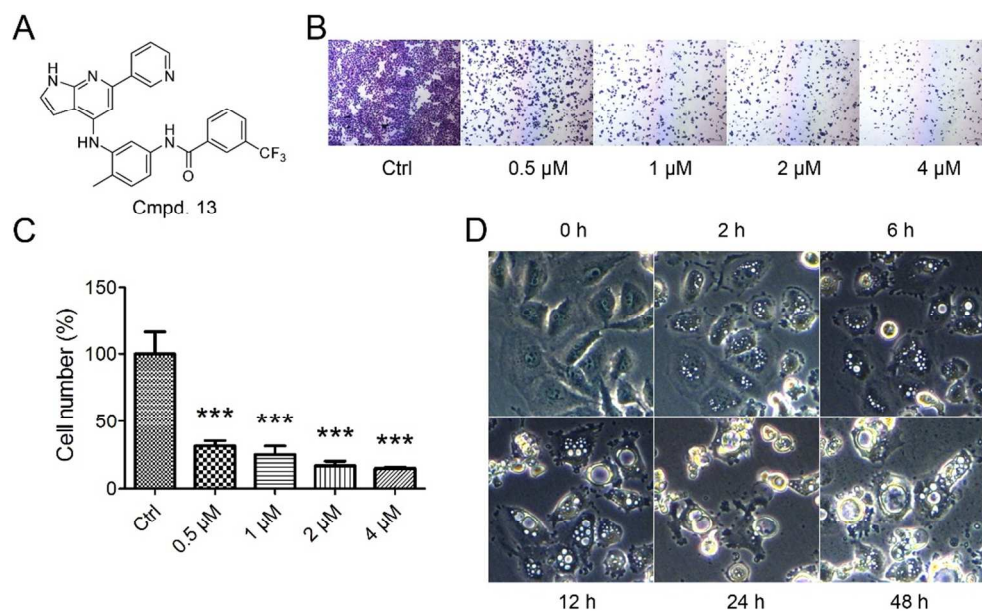 A
HN
N
N
HN
H
N
O
CF3
Cmpd. 13
B
Ctrl
0.5 µM
1 µM
2 µM
4 µM
C
Cell number (%)
150
100
50
0
***
***
***
***
Ctrl
0.5 µM
1 µM
2 µM
4 µM
D
0 h
2 h
6 h
12 h
24 h
48 h